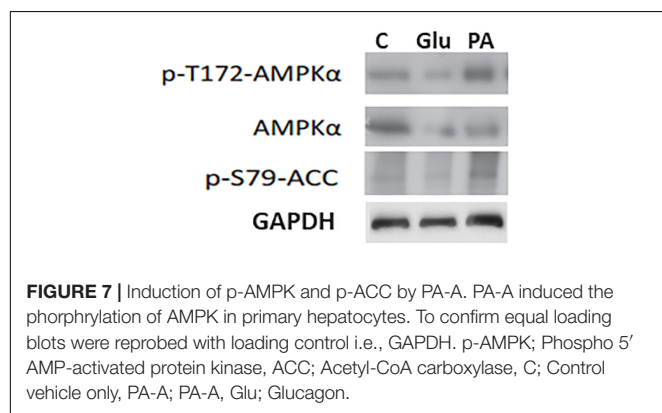 C Glu PA
p-T172-AMPKα
AMPKα
p-S79-ACC
GAPDH
FIGURE 7 | Induction of p-AMPK and p-ACC by PA-A. PA-A induced the
phorphrylation of AMPK in primary hepatocytes. To confirm equal loading
blots were reprobed with loading control i.e., GAPDH. p-AMPK; Phospho 5′
AMP-activated protein kinase, ACC; Acetyl-CoA carboxylase, C; Control
vehicle only, PA-A; PA-A, Glu; Glucagon.